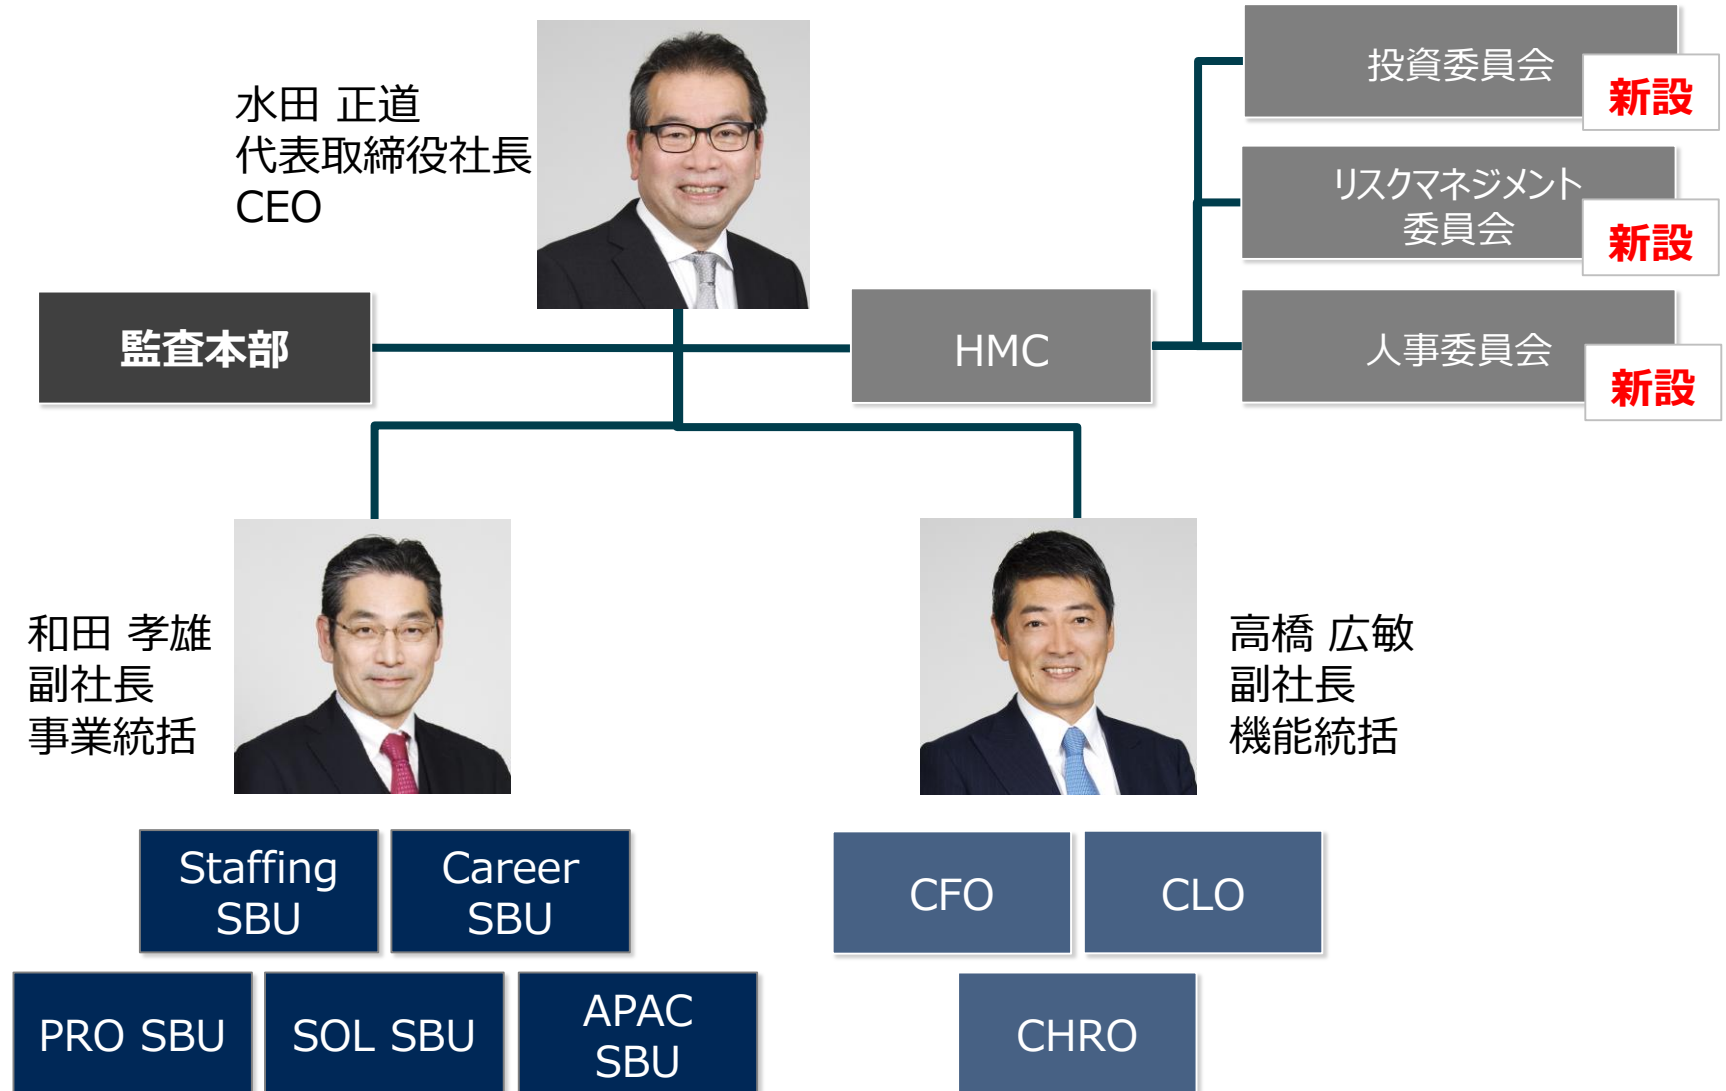 水田 正道
代表取締役社長
CEO
投資委員会
新設
リスクマネジメント
委員会
新設
監査本部
HMC
人事委員会
新設
和田 孝雄
副社長
事業統括
高橋 広敏
副社長
機能統括
Staffing
SBU
Career
SBU
CFO
CLO
PRO SBU
SOL SBU
APAC
SBU
CHRO